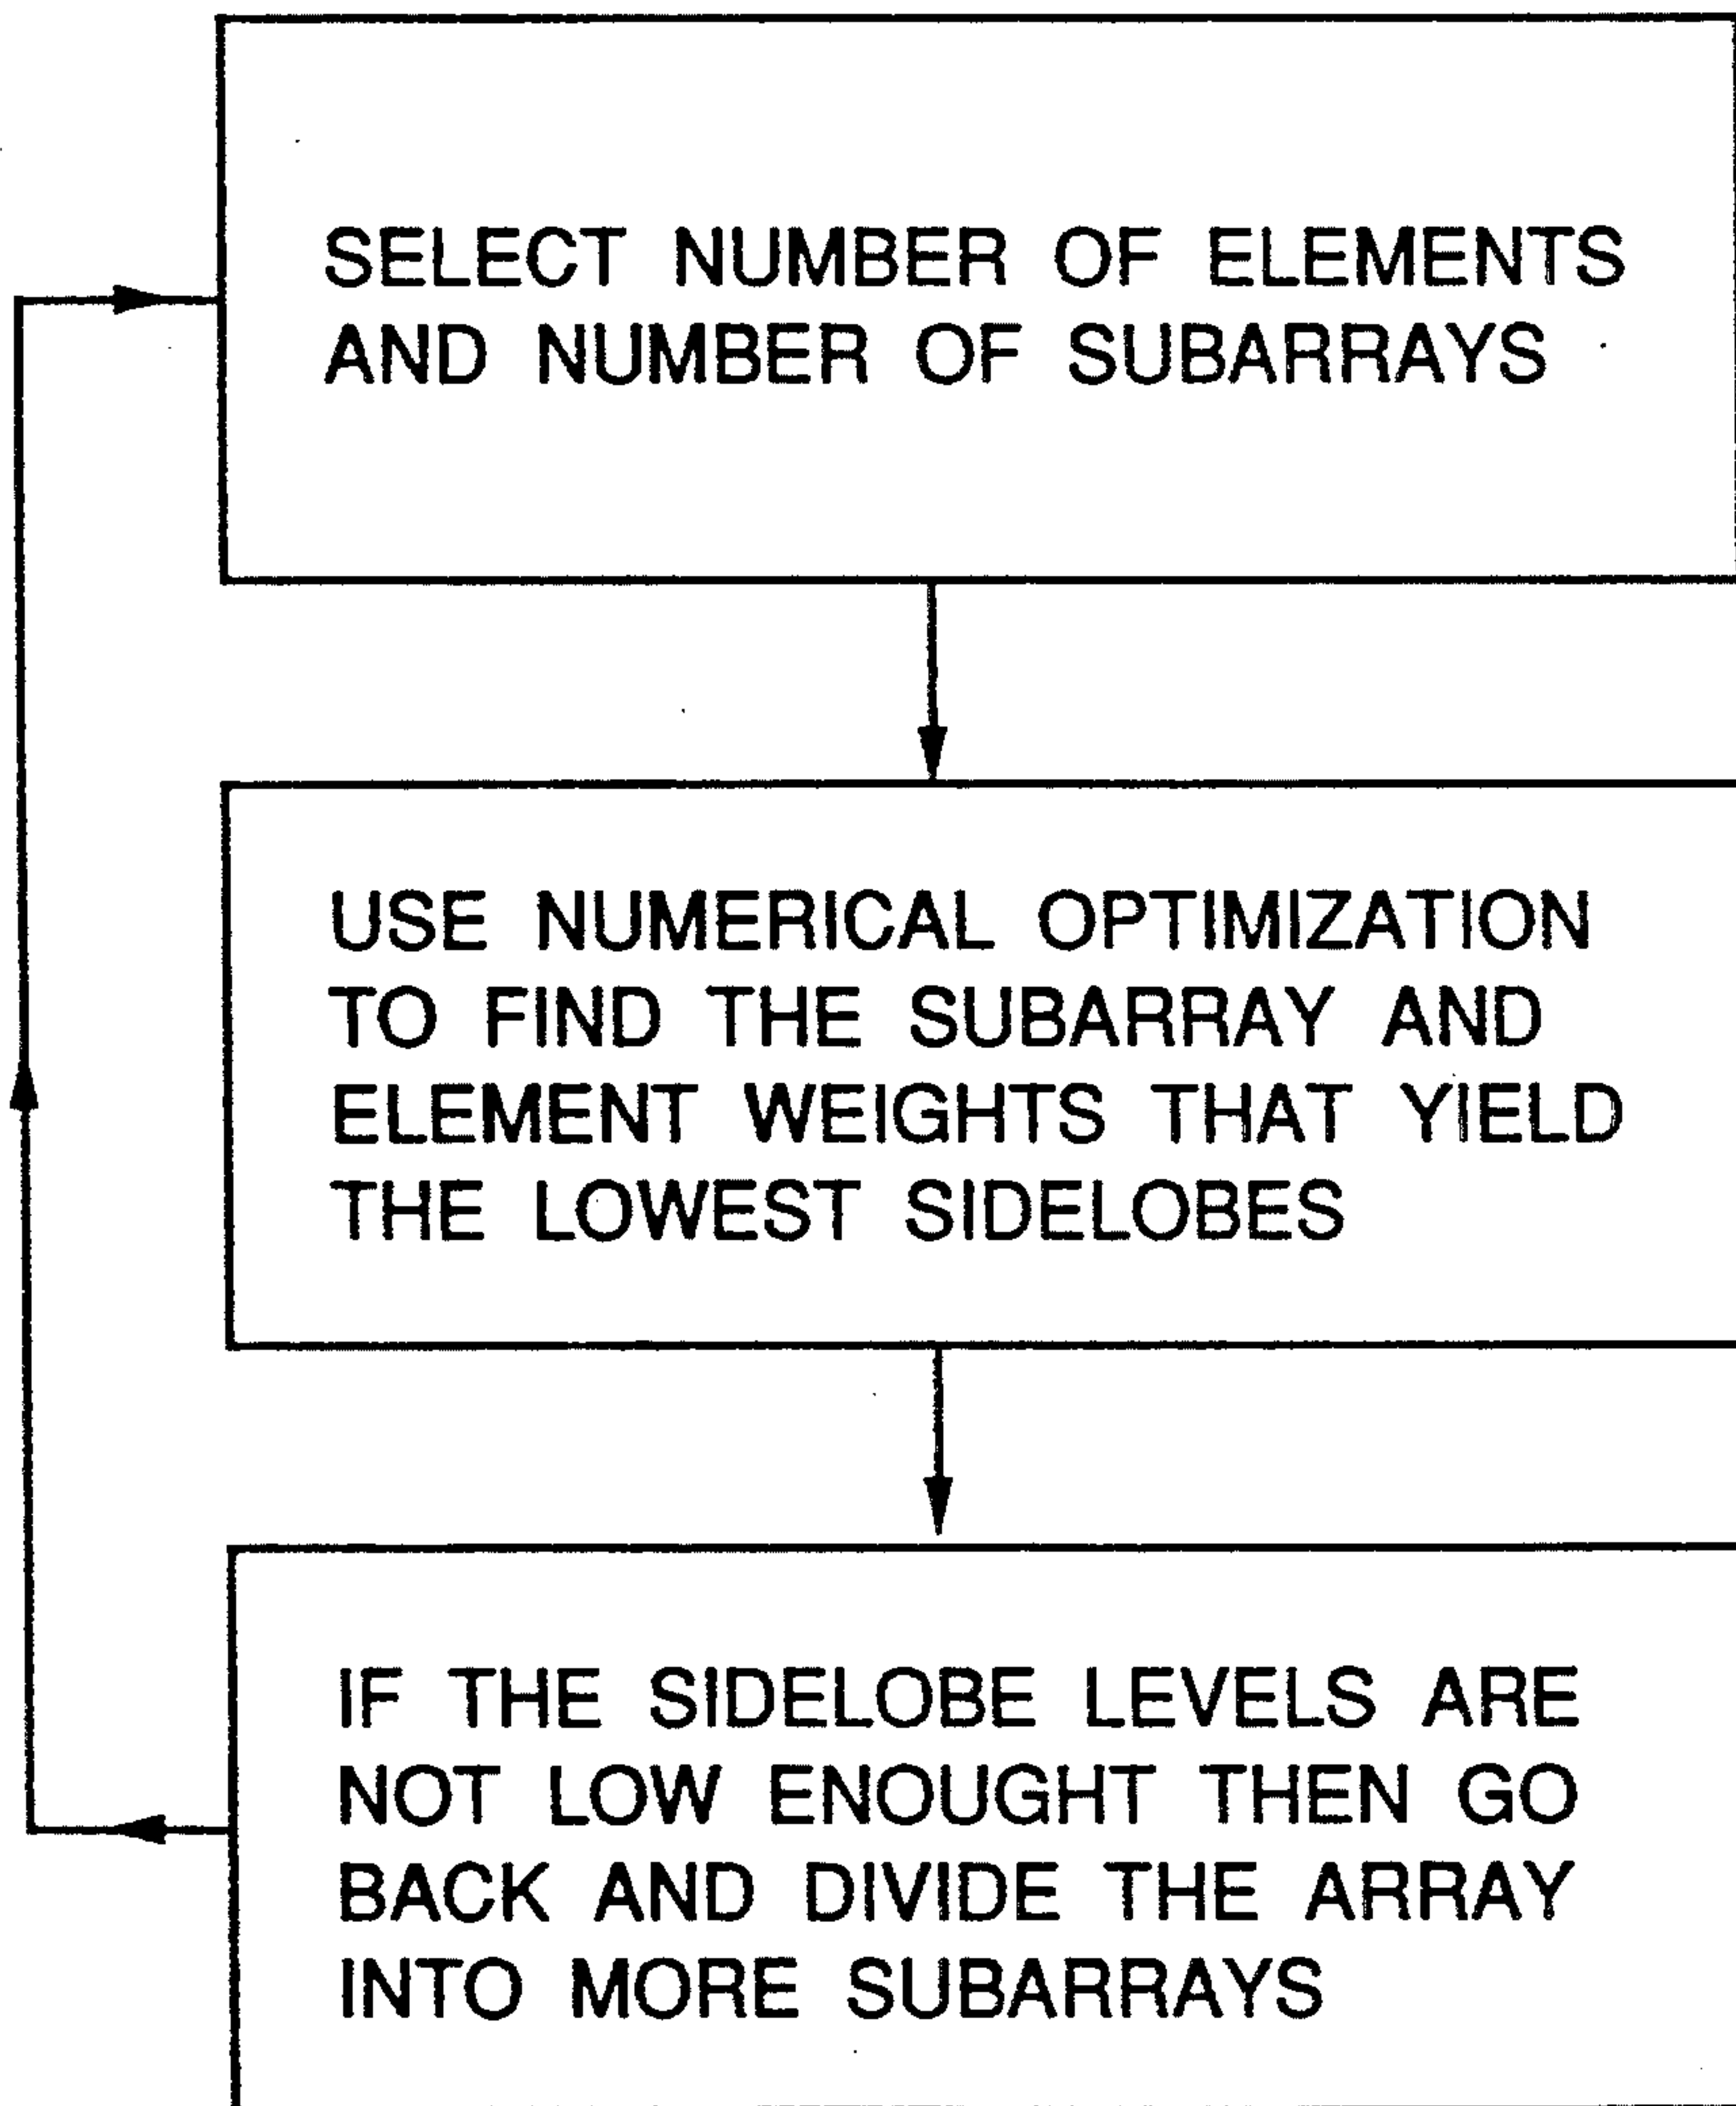 SELECT NUMBER OF ELEMENTS
AND NUMBER OF SUBARRAYS
USE NUMERICAL OPTIMIZATION
TO FIND THE SUBARRAY AND
ELEMENT WEIGHTS THAT YIELD
THE LOWEST SIDELOBES
IF THE SIDELOBE LEVELS ARE
NOT LOW ENOUGHT THEN GO
BACK AND DIVIDE THE ARRAY
INTO MORE SUBARRAYS